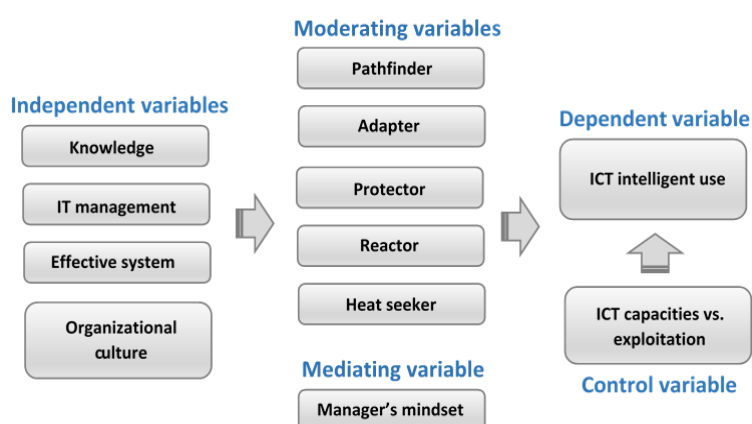 Independent variables
Knowledge
IT management
Effective system
Organizational
culture
Moderating variables
Pathfinder
Adapter
Protector
Reactor
Heat seeker
Mediating variable
Manager's mindset
Dependent variable
ICT intelligent use
ICT capacities vs.
exploitation
Control variable